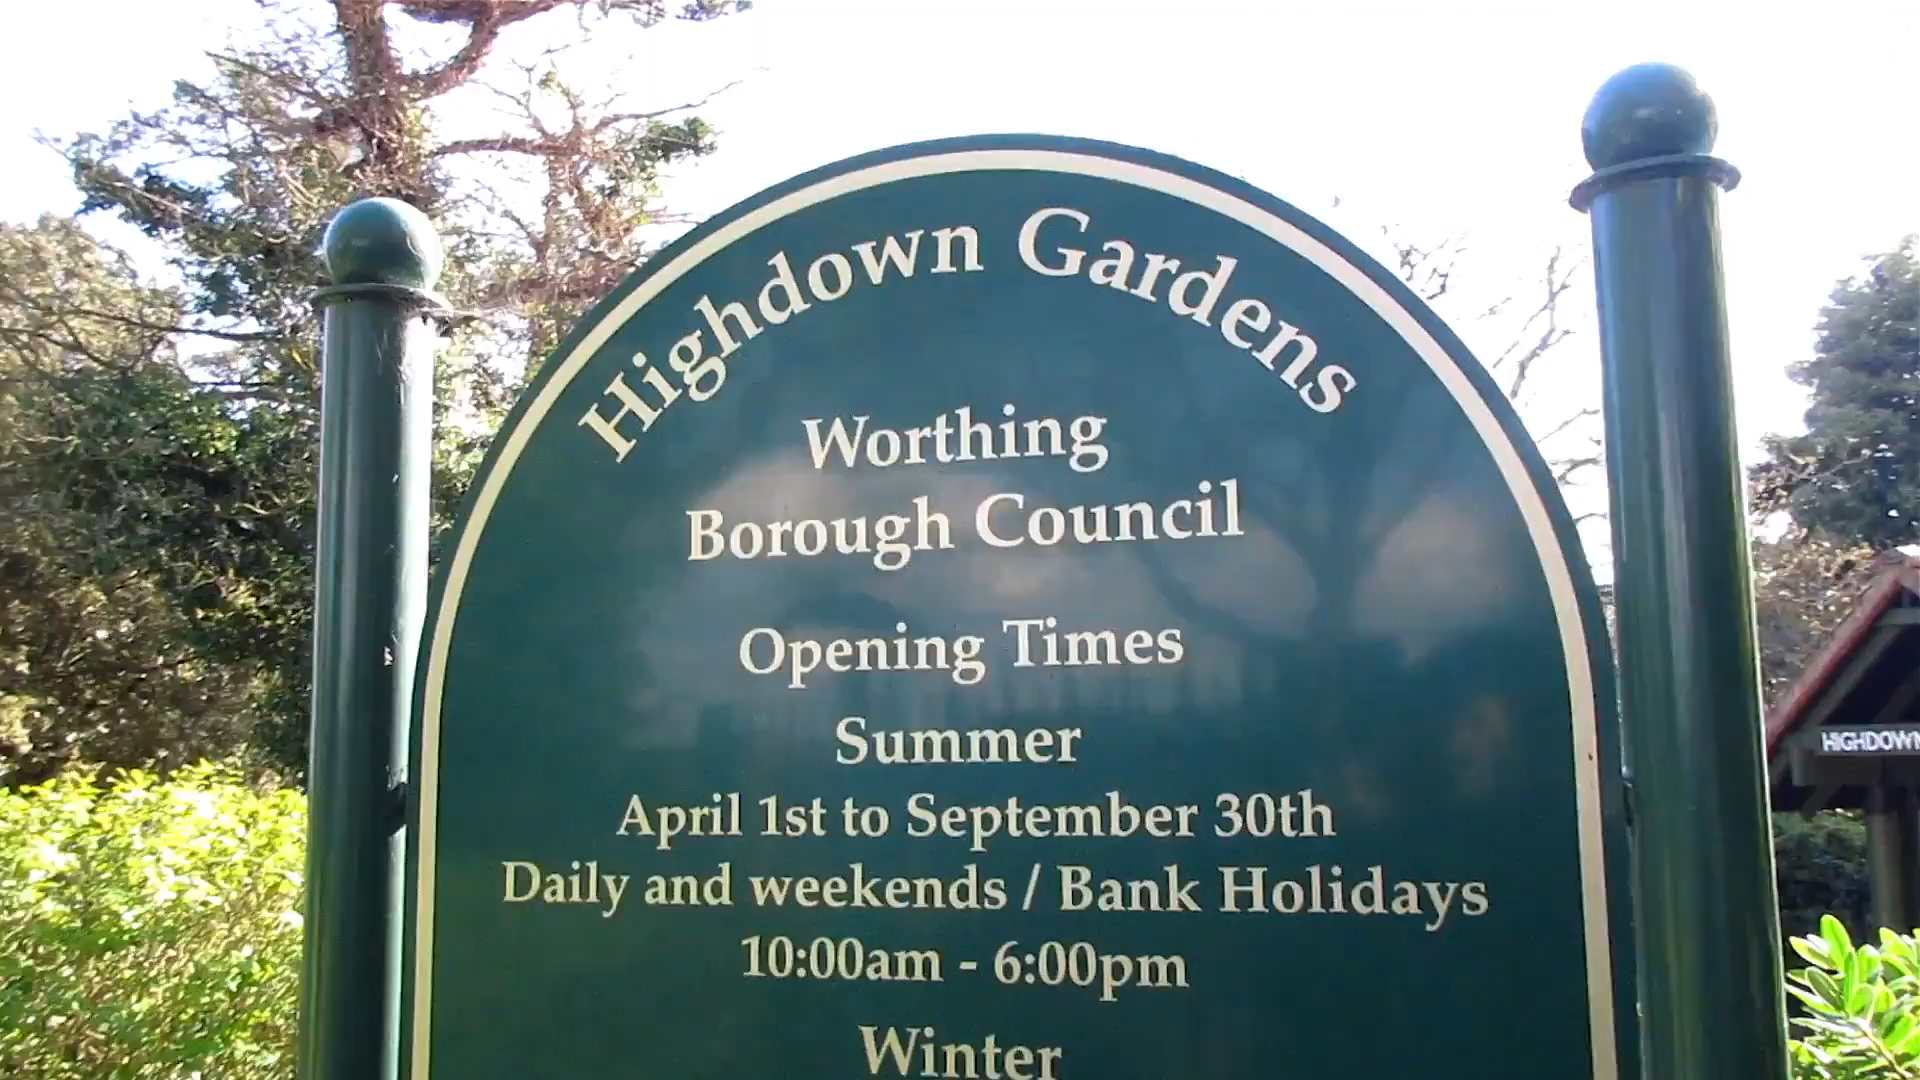 Highdown Gardens
Worthing
Borough Council
Opening Times
Summer
April 1st to September 30th
Daily and weekends / Bank Holidays
10:00am - 6:00pm
Winter
HIGHDOWN